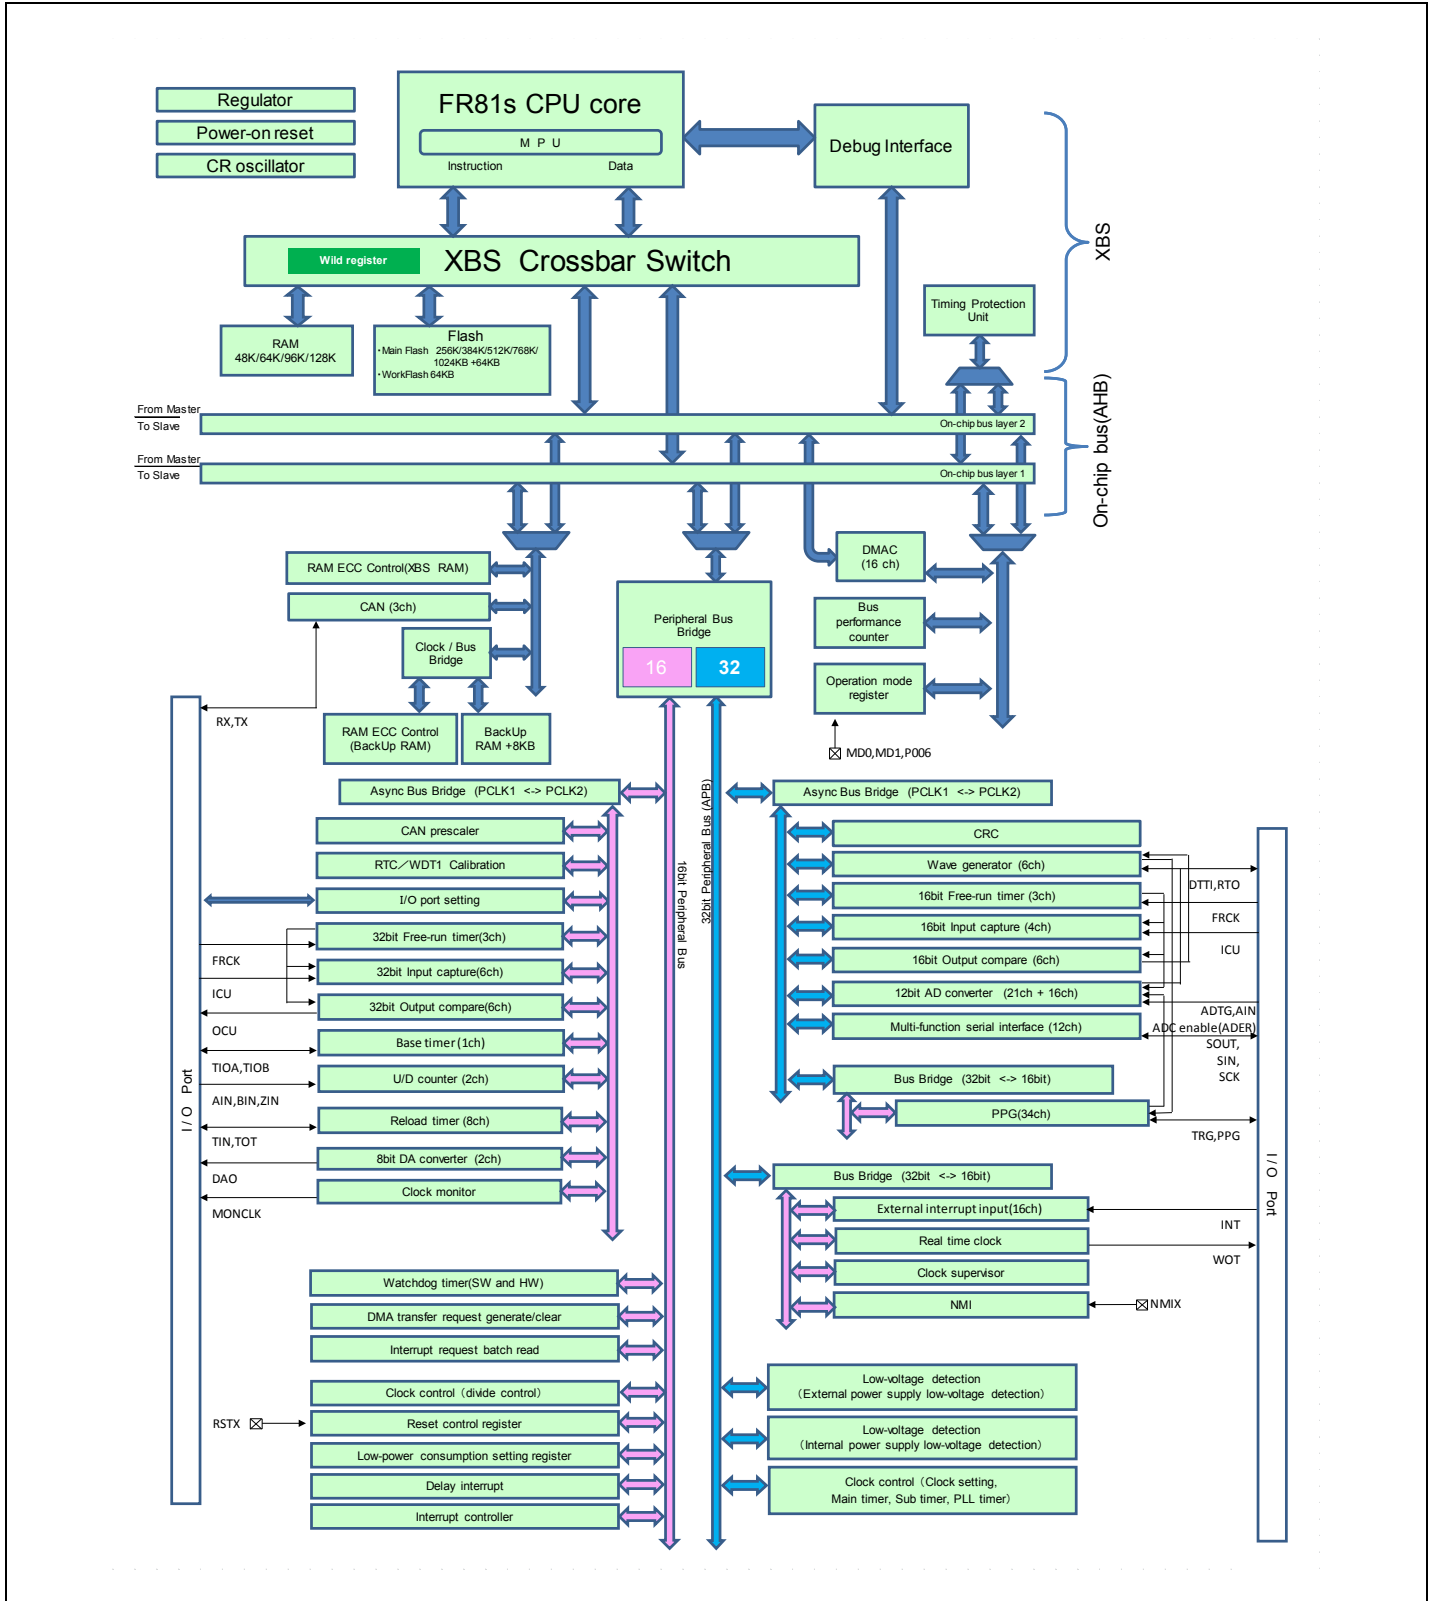 Regulator
Power-on reset
CR oscillator
FR81s CPU core
M P U
Instruction
Data
Debug Interface
XBS
Wild register
XBS Crossbar Switch
Timing Protection
Unit
RAM
48K/64K/96K/128K
Flash
・Main Flash 256K/384K/512K/768K/
1024KB +64KB
・WorkFlash 64KB
On-chip bus(AHB)
From Master
To Slave
On-chip bus layer 2
From Master
To Slave
On-chip bus layer 1
RAM ECC Control(XBS RAM)
CAN (3ch)
Clock / Bus
Bridge
RAM ECC Control
(BackUp RAM)
BackUp
RAM +8KB
RX,TX
Peripheral Bus
Bridge
16
32
DMAC
(16 ch)
Bus
performance
counter
Operation mode
register
MD0,MD1,P006
16bit Peripheral Bus
32bit Peripheral Bus (APB)
Async Bus Bridge (PCLK1 <-> PCLK2)
CAN prescaler
RTC／WDT1 Calibration
I/O port setting
32bit Free-run timer(3ch)
FRCK
32bit Input capture(6ch)
ICU
32bit Output compare(6ch)
OCU
Base timer (1ch)
TIOA,TIOB
U/D counter (2ch)
AIN,BIN,ZIN
Reload timer (8ch)
TIN,TOT
8bit DA converter (2ch)
DAO
Clock monitor
MONCLK
I / O Port
Watchdog timer(SW and HW)
DMA transfer request generate/clear
Interrupt request batch read
Clock control（divide control）
RSTX
Reset control register
Low-power consumption setting register
Delay interrupt
Interrupt controller
Async Bus Bridge (PCLK1 <-> PCLK2)
CRC
Wave generator (6ch)
DTTI,RTO
16bit Free-run timer (3ch)
FRCK
16bit Input capture (4ch)
ICU
16bit Output compare (6ch)
12bit AD converter (21ch + 16ch)
ADTG,AIN
ADC enable(ADER)
Multi-function serial interface (12ch)
SOUT,
SIN,
SCK
Bus Bridge (32bit <-> 16bit)
PPG(34ch)
TRG,PPG
Bus Bridge (32bit <-> 16bit)
External interrupt input(16ch)
INT
Real time clock
WOT
Clock supervisor
NMI
NMIX
I / O Port
Low-voltage detection
（External power supply low-voltage detection）
Low-voltage detection
（Internal power supply low-voltage detection）
Clock control（Clock setting,
Main timer, Sub timer, PLL timer）